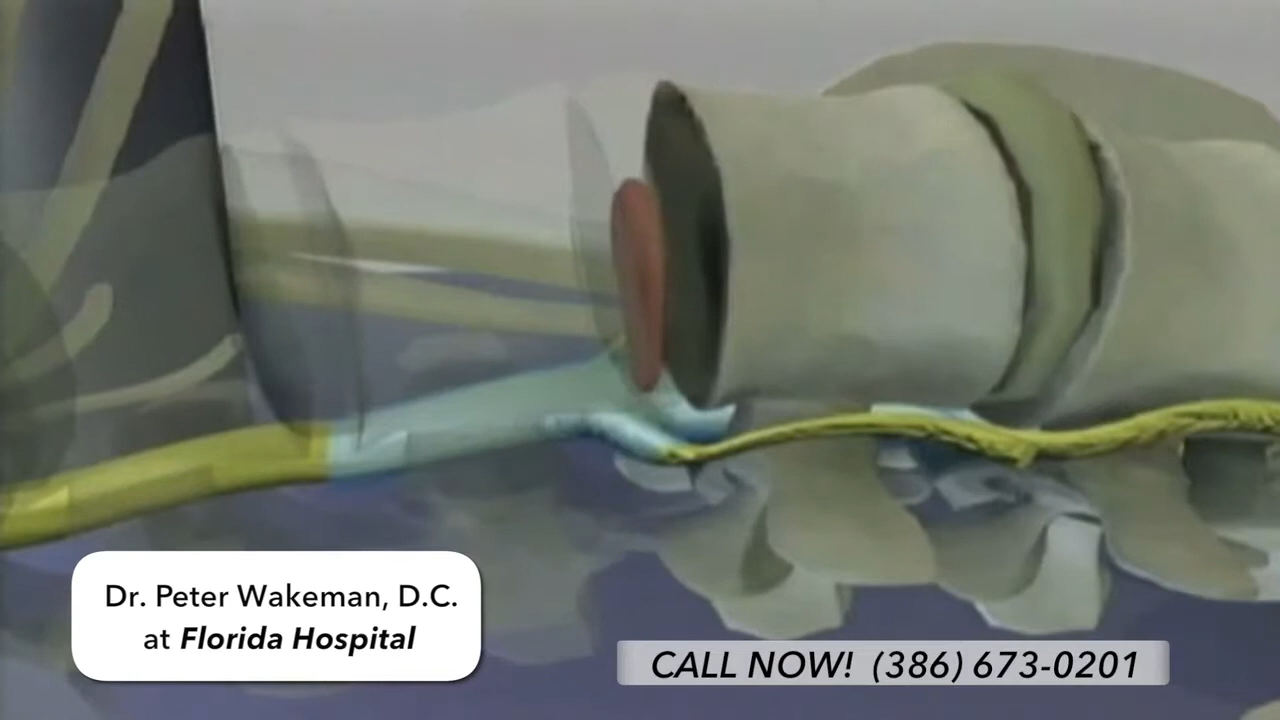 Dr. Peter Wakeman, D.C.
at Florida Hospital
CALL NOW! (386) 673-0201